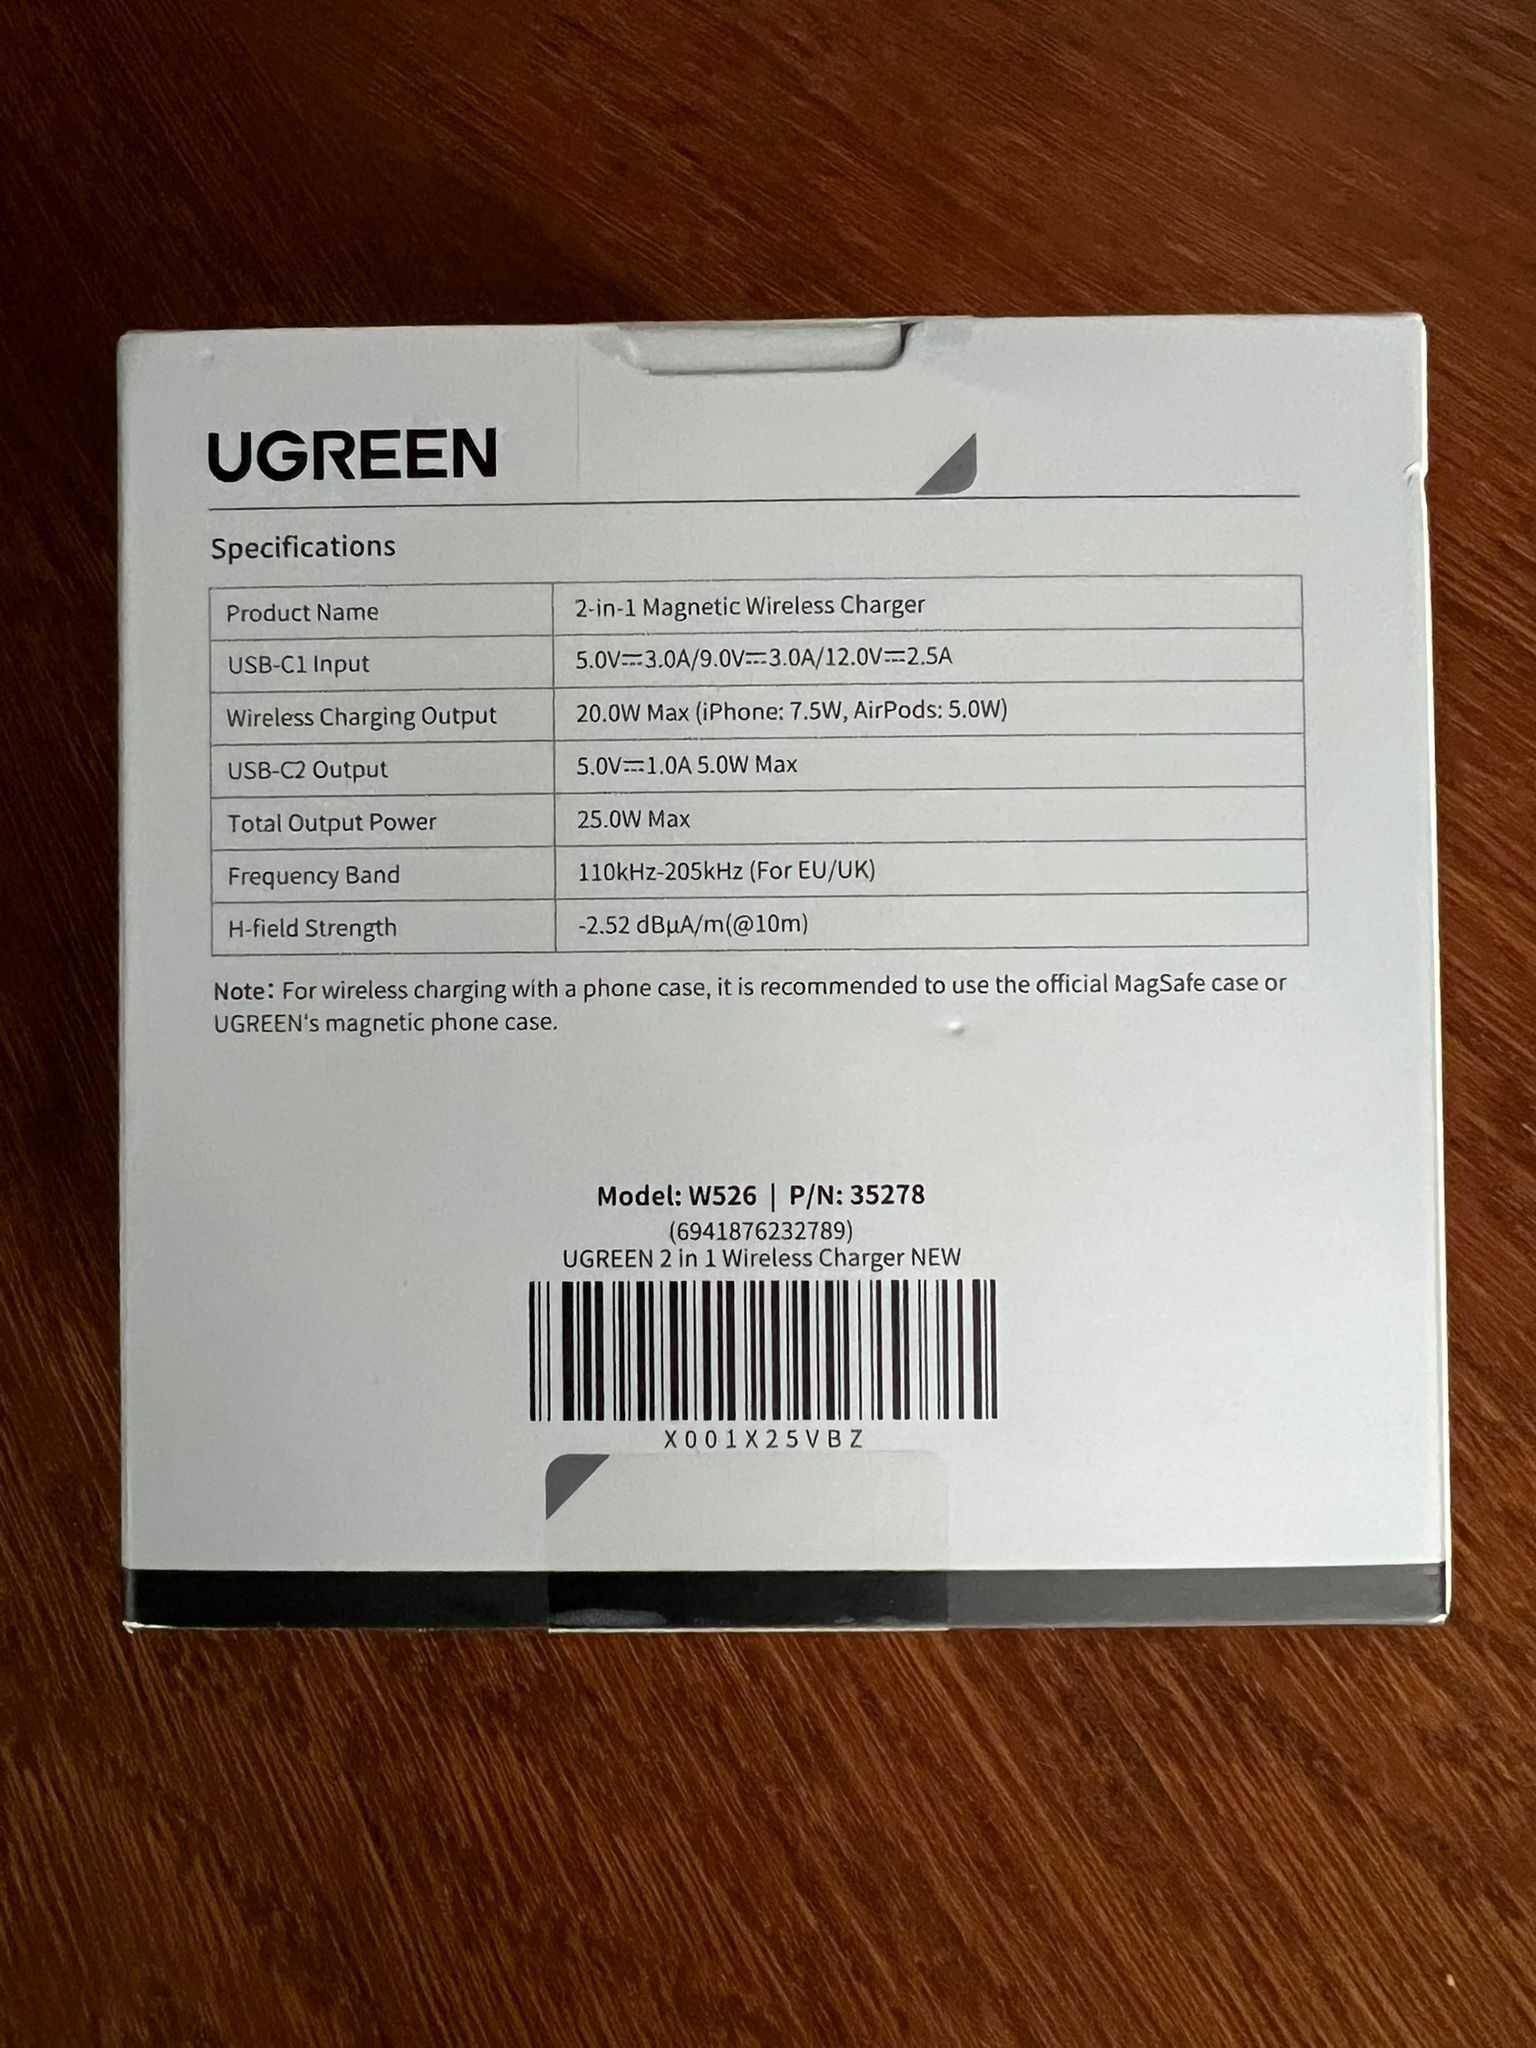 UGREEN
Specifications
Product Name 2-in-1 Magnetic Wireless Charger
USB-C1 Input 5.0V⎓3.0A/9.0V⎓3.0A/12.0V⎓2.5A
Wireless Charging Output 20.0W Max (iPhone: 7.5W, AirPods: 5.0W)
USB-C2 Output 5.0V⎓1.0A 5.0W Max
Total Output Power 25.0W Max
Frequency Band 110kHz-205kHz (For EU/UK)
H-field Strength -2.52 dBµA/m(@10m)
Note: For wireless charging with a phone case, it is recommended to use the official MagSafe case or
UGREEN's magnetic phone case.
Model: W526 | P/N: 35278
(6941876232789)
UGREEN 2 in 1 Wireless Charger NEW
X001X25VBZ